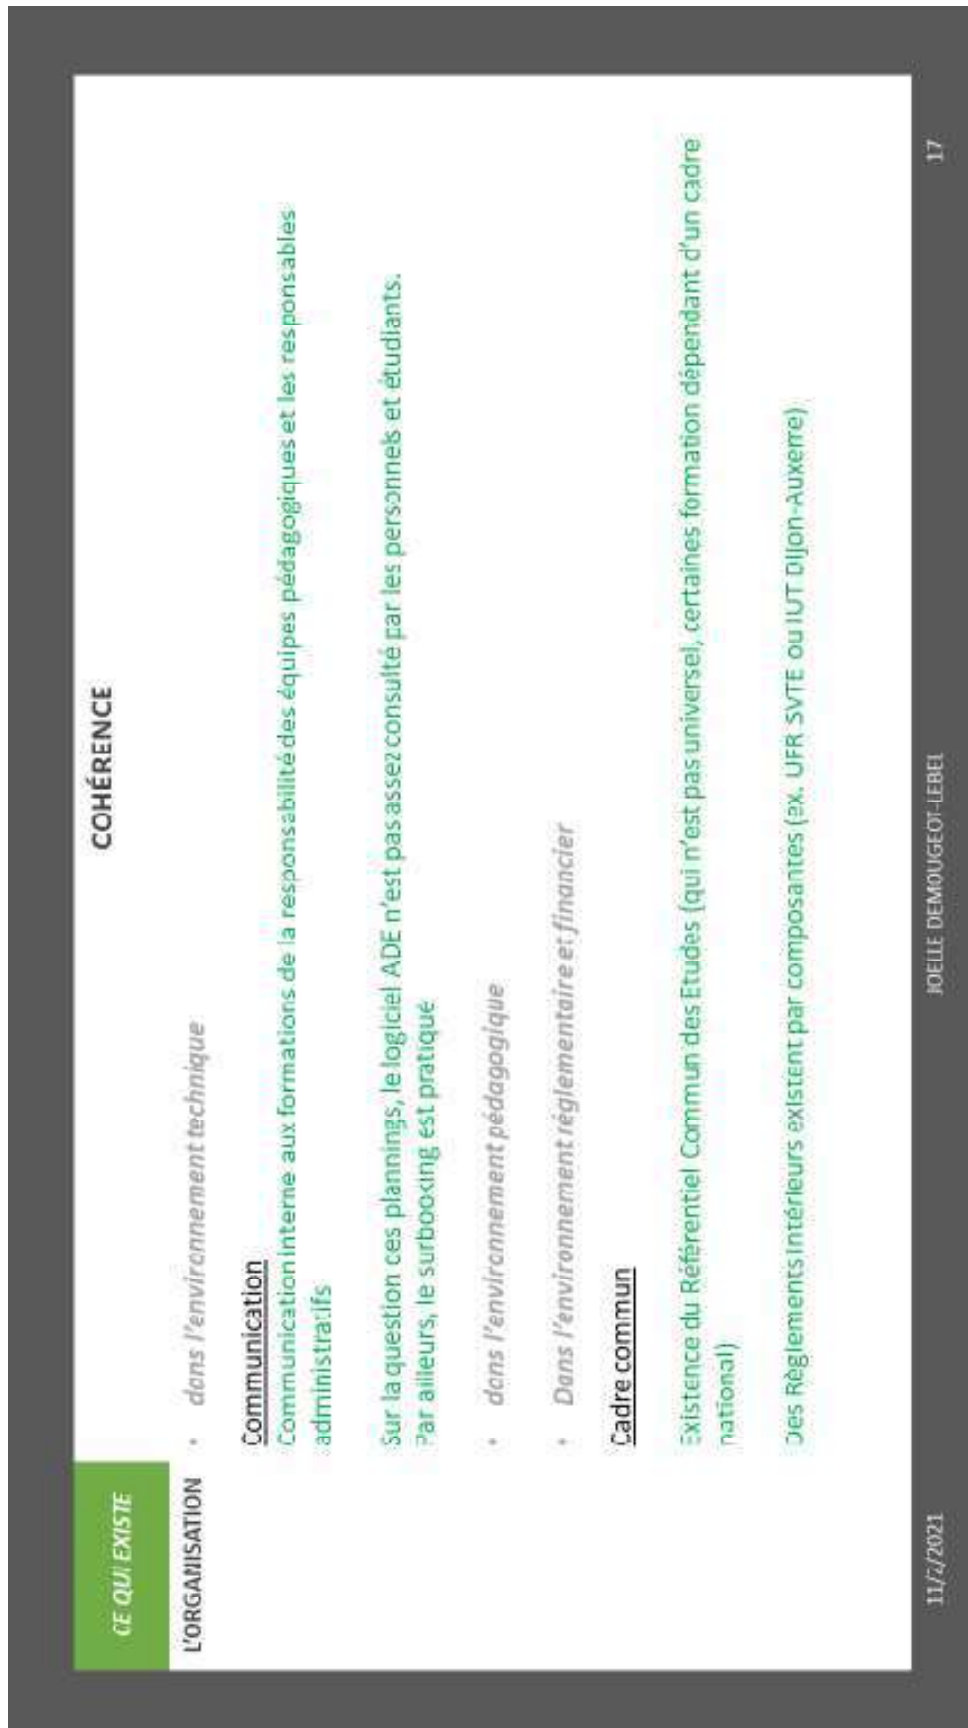 CE QUI EXISTE
COHÉRENCE
L'ORGANISATION
• dans l'environnement technique
Communication
Communication interne aux formations de la responsabilité des équipes pédagogiques et les responsables
administratifs
Sur la question ces plannings, le logiciel ADE n'est pas assez consulté par les personnels et étudiants.
Par ailleurs, le surbooking est pratiqué
• dans l'environnement pédagogique
• Dans l'environnement réglementaire et financier
Cadre commun
Existence du Référentiel Commun des Etudes (qui n'est pas universel, certaines formation dépendant d'un cadre
national)
Des Règlements Intérieurs existent par composantes (ex. UFR SVTE ou IUT Dijon-Auxerre)
JOELLE DEMOUGEOT-LEBEL
17